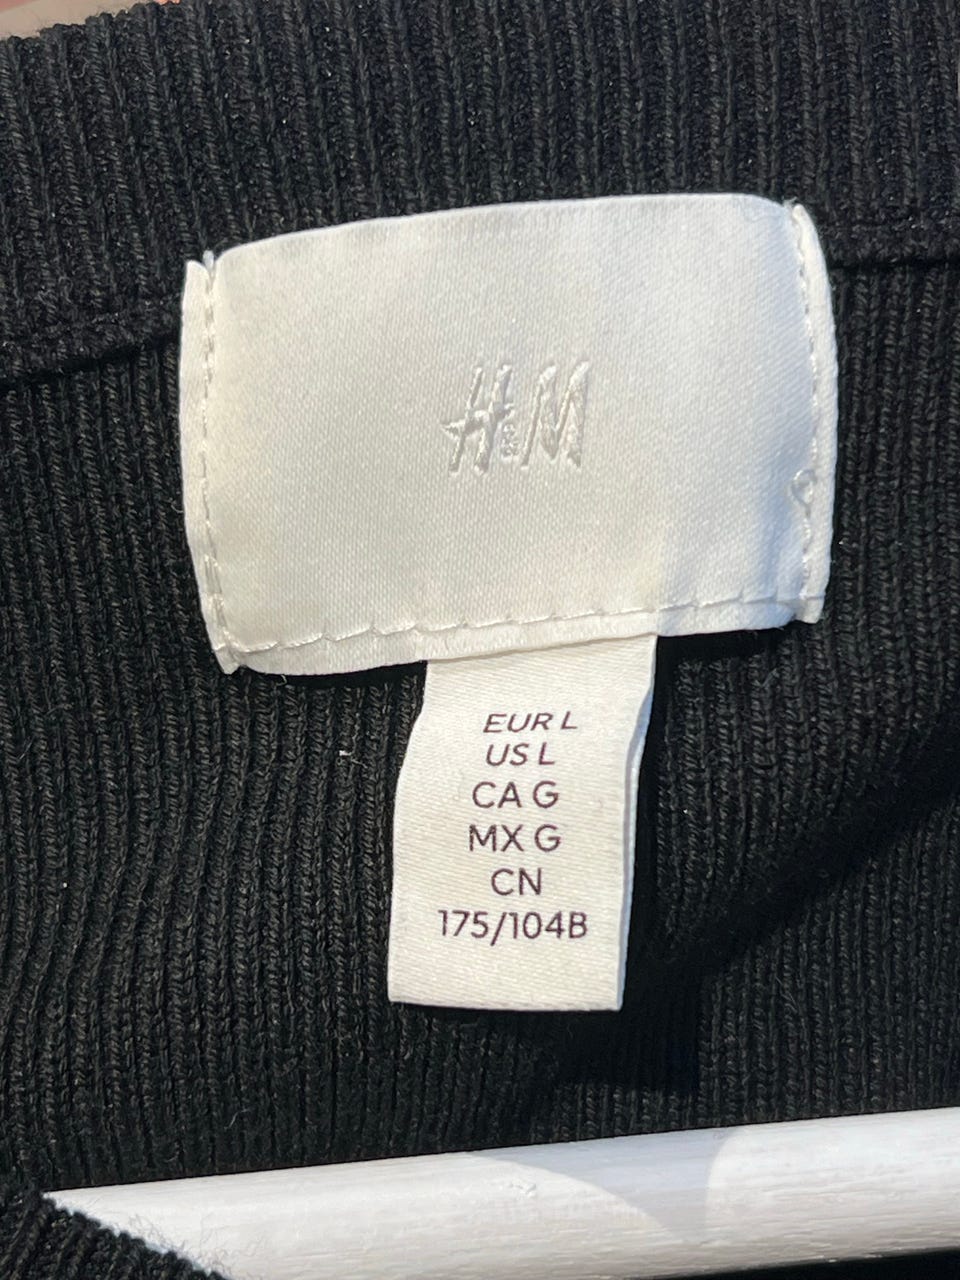 H&M
EUR L
US L
CA G
MX G
CN
175/104B